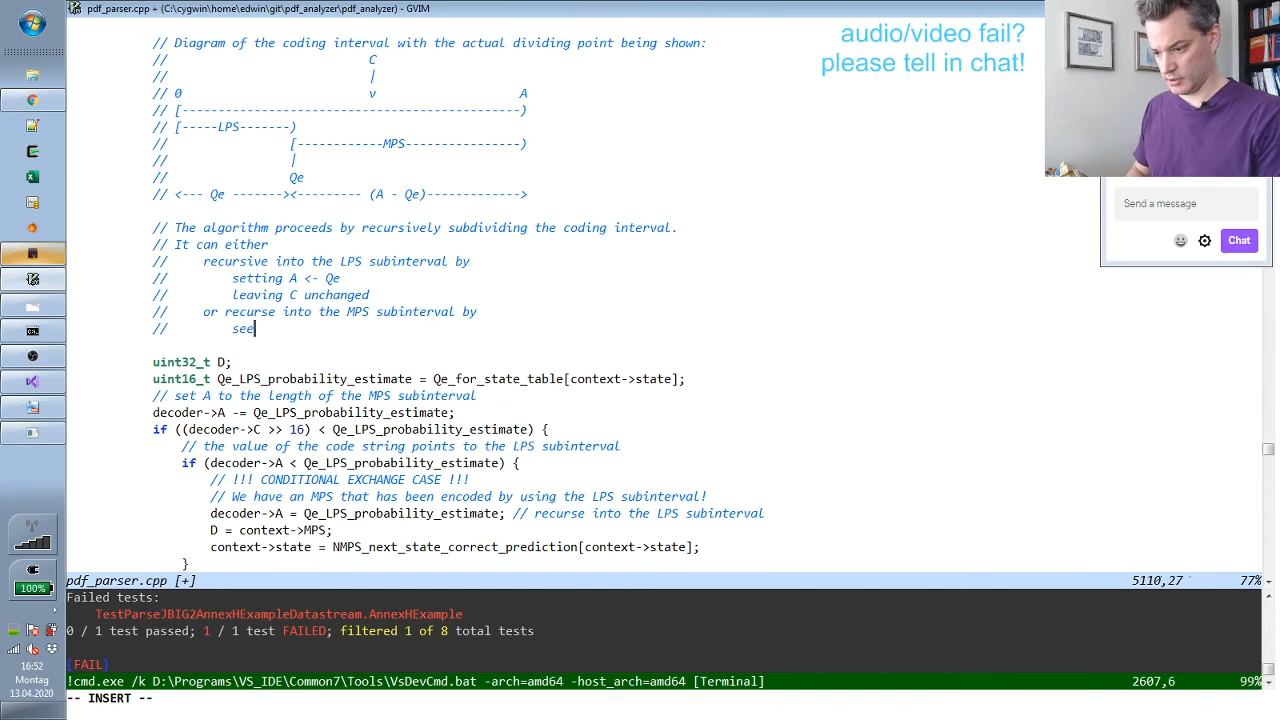 pdf_parser.cpp + (C:\cygwin\home\edwin\git\pdf_analyzer\pdf_analyzer) - GVIM
audio/video fail?
please tell in chat!
// Diagram of the coding interval with the actual dividing point being shown:
// C
// |
// 0 v A
// [-----------------------------------------------)
// [-----LPS-------)
// [------------MPS----------------)
// |
// Qe
// <--- Qe -------><--------- (A - Qe)------------->
// The algorithm proceeds by recursively subdividing the coding interval.
// It can either
// recursive into the LPS subinterval by
// setting A <- Qe
// leaving C unchanged
// or recurse into the MPS subinterval by
// see
uint32_t D;
uint16_t Qe_LPS_probability_estimate = Qe_for_state_table[context->state];
// set A to the length of the MPS subinterval
decoder->A -= Qe_LPS_probability_estimate;
if ((decoder->C >> 16) < Qe_LPS_probability_estimate) {
// the value of the code string points to the LPS subinterval
if (decoder->A < Qe_LPS_probability_estimate) {
// !!! CONDITIONAL EXCHANGE CASE !!!
// We have an MPS that has been encoded by using the LPS subinterval!
decoder->A = Qe_LPS_probability_estimate; // recurse into the LPS subinterval
D = context->MPS;
context->state = NMPS_next_state_correct_prediction[context->state];
}
pdf_parser.cpp [+] 5110,27 77%
Failed tests:
TestParseJBIG2AnnexHExampleDatastream.AnnexHExample
0 / 1 test passed; 1 / 1 test FAILED; filtered 1 of 8 total tests
[FAIL]
!cmd.exe /k D:\Programs\VS_IDE\Common7\Tools\VsDevCmd.bat -arch=amd64 -host_arch=amd64 [Terminal] 2607,6 99%
-- INSERT --
Send a message
Chat
100%
16:52
Montag
13.04.2020